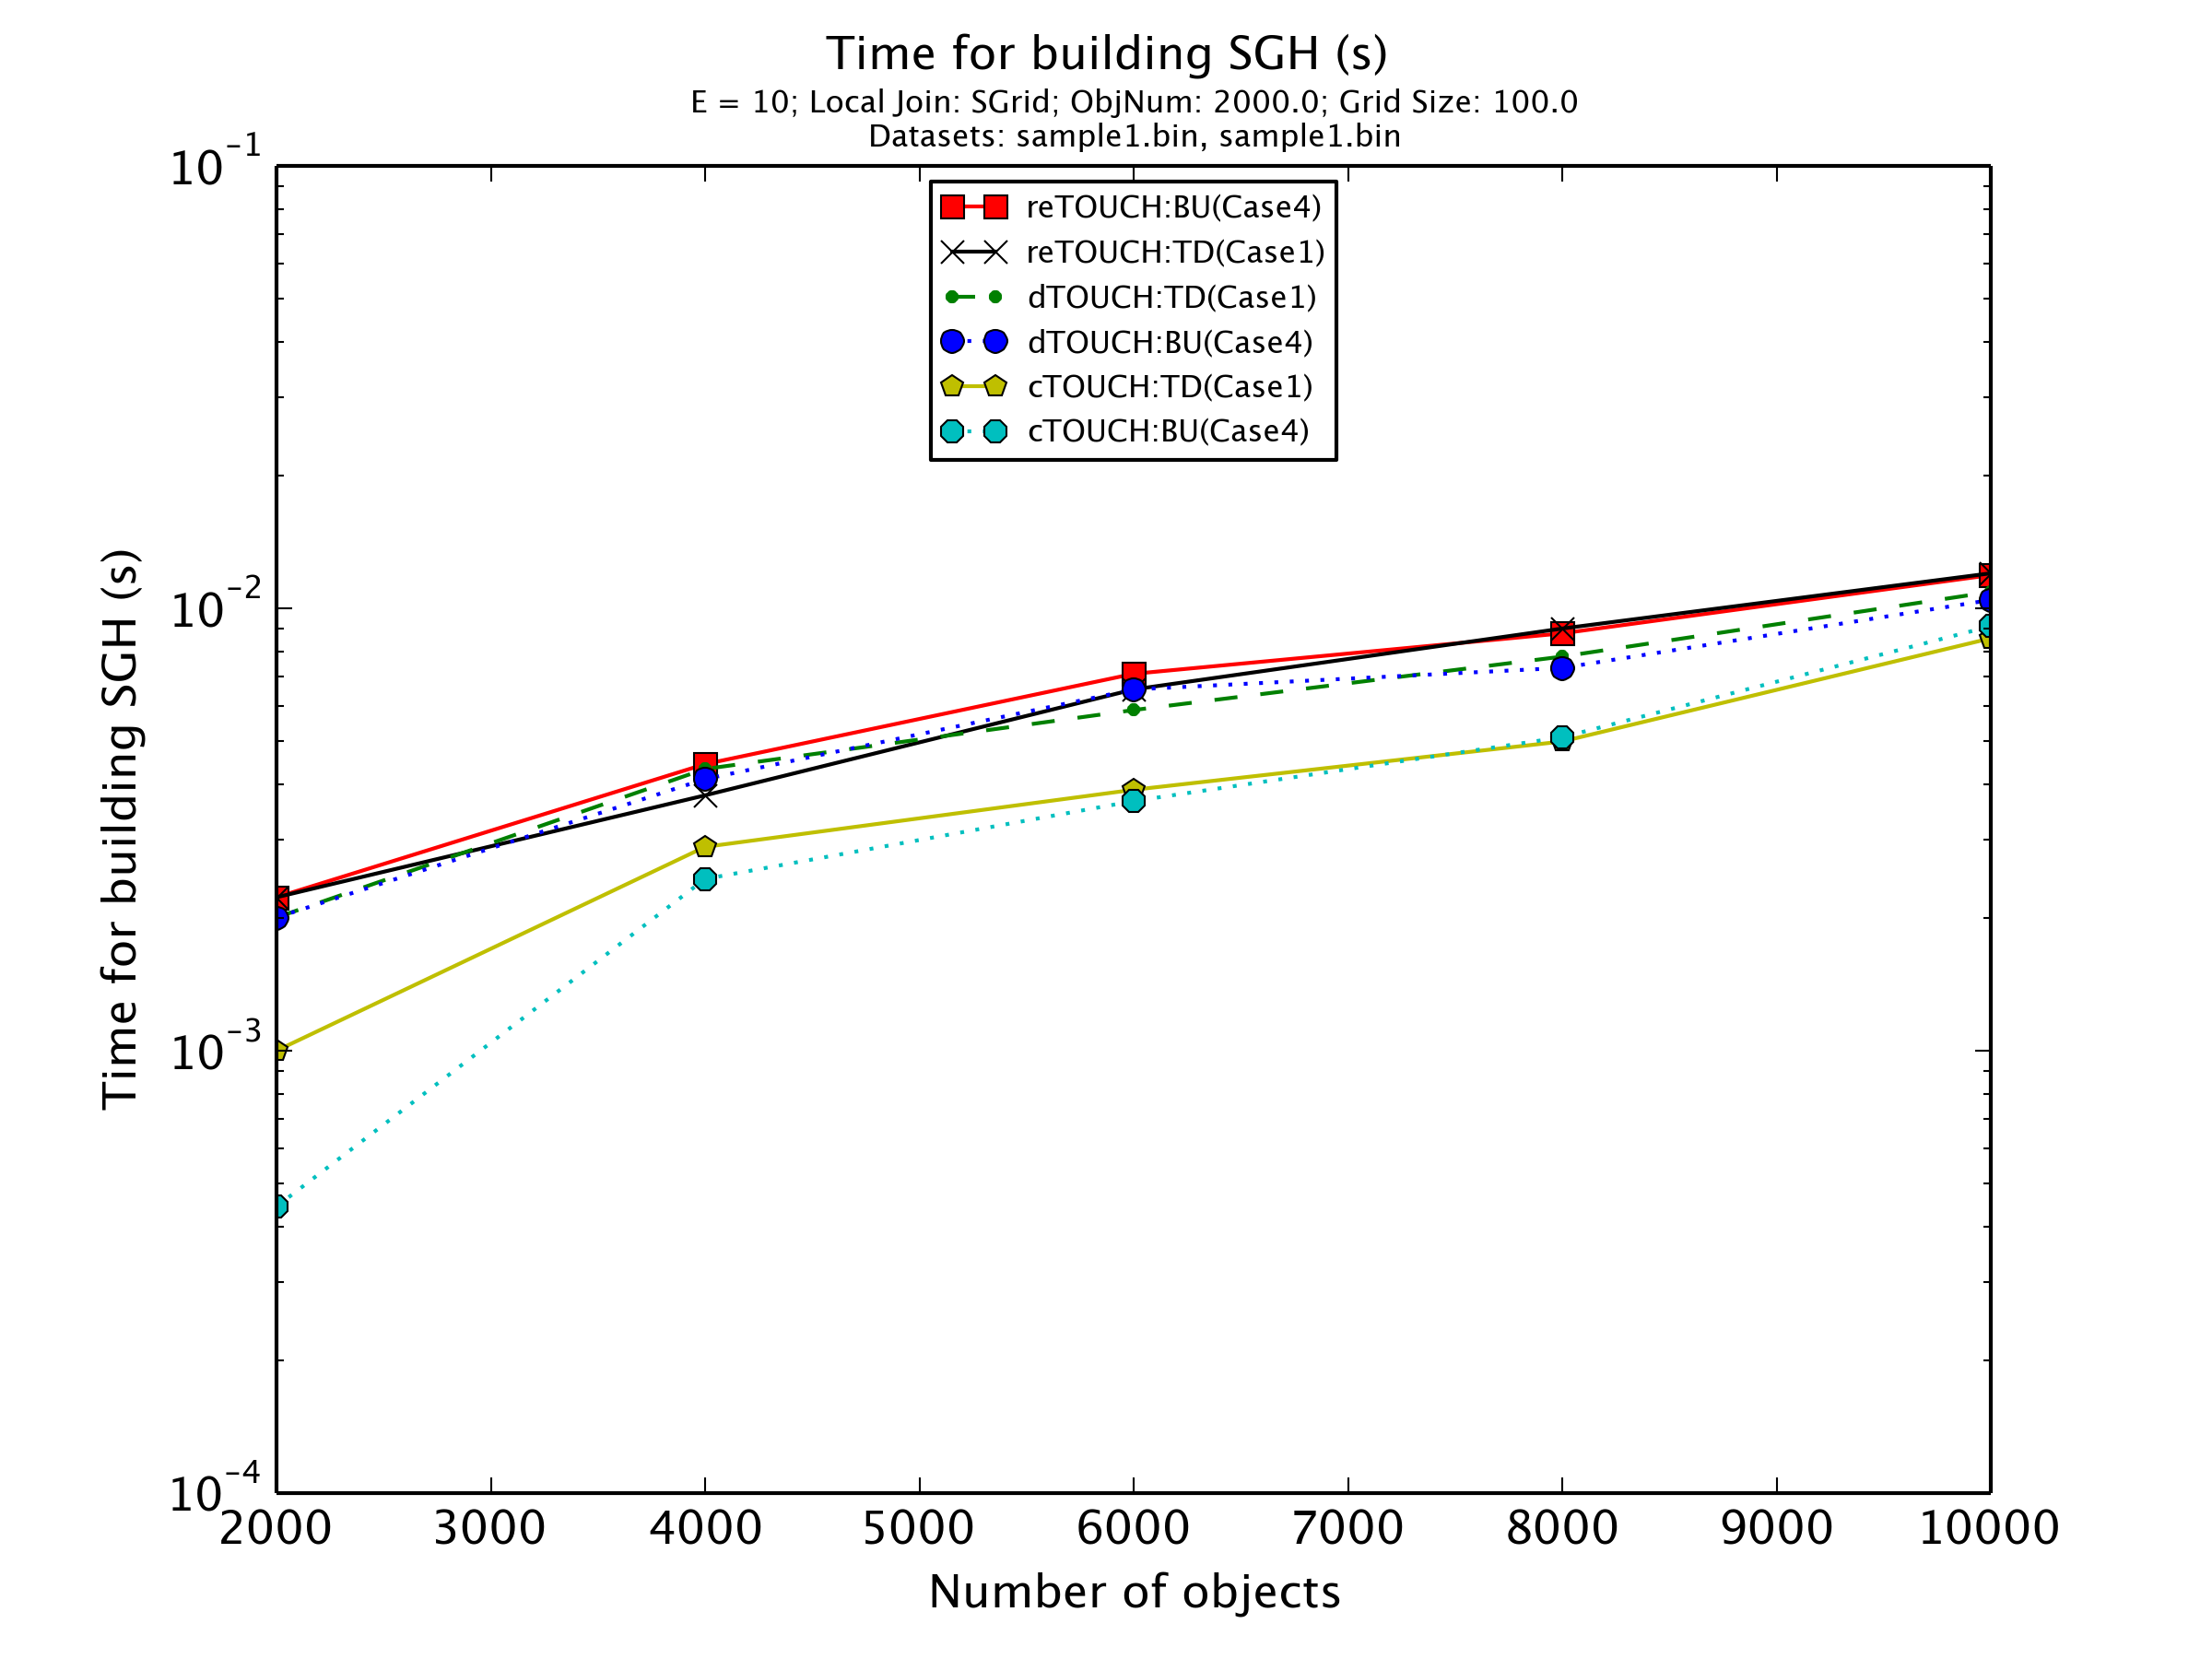 Time for building SGH (s)
E = 10; Local Join: SGrid; ObjNum: 2000.0; Grid Size: 100.0
Datasets: sample1.bin, sample1.bin
reTOUCH:BU(Case4)
reTOUCH:TD(Case1)
dTOUCH:TD(Case1)
dTOUCH:BU(Case4)
cTOUCH:TD(Case1)
cTOUCH:BU(Case4)
Time for building SGH (s)
10⁻¹
10⁻²
10⁻³
10⁻⁴
2000 3000 4000 5000 6000 7000 8000 9000 10000
Number of objects